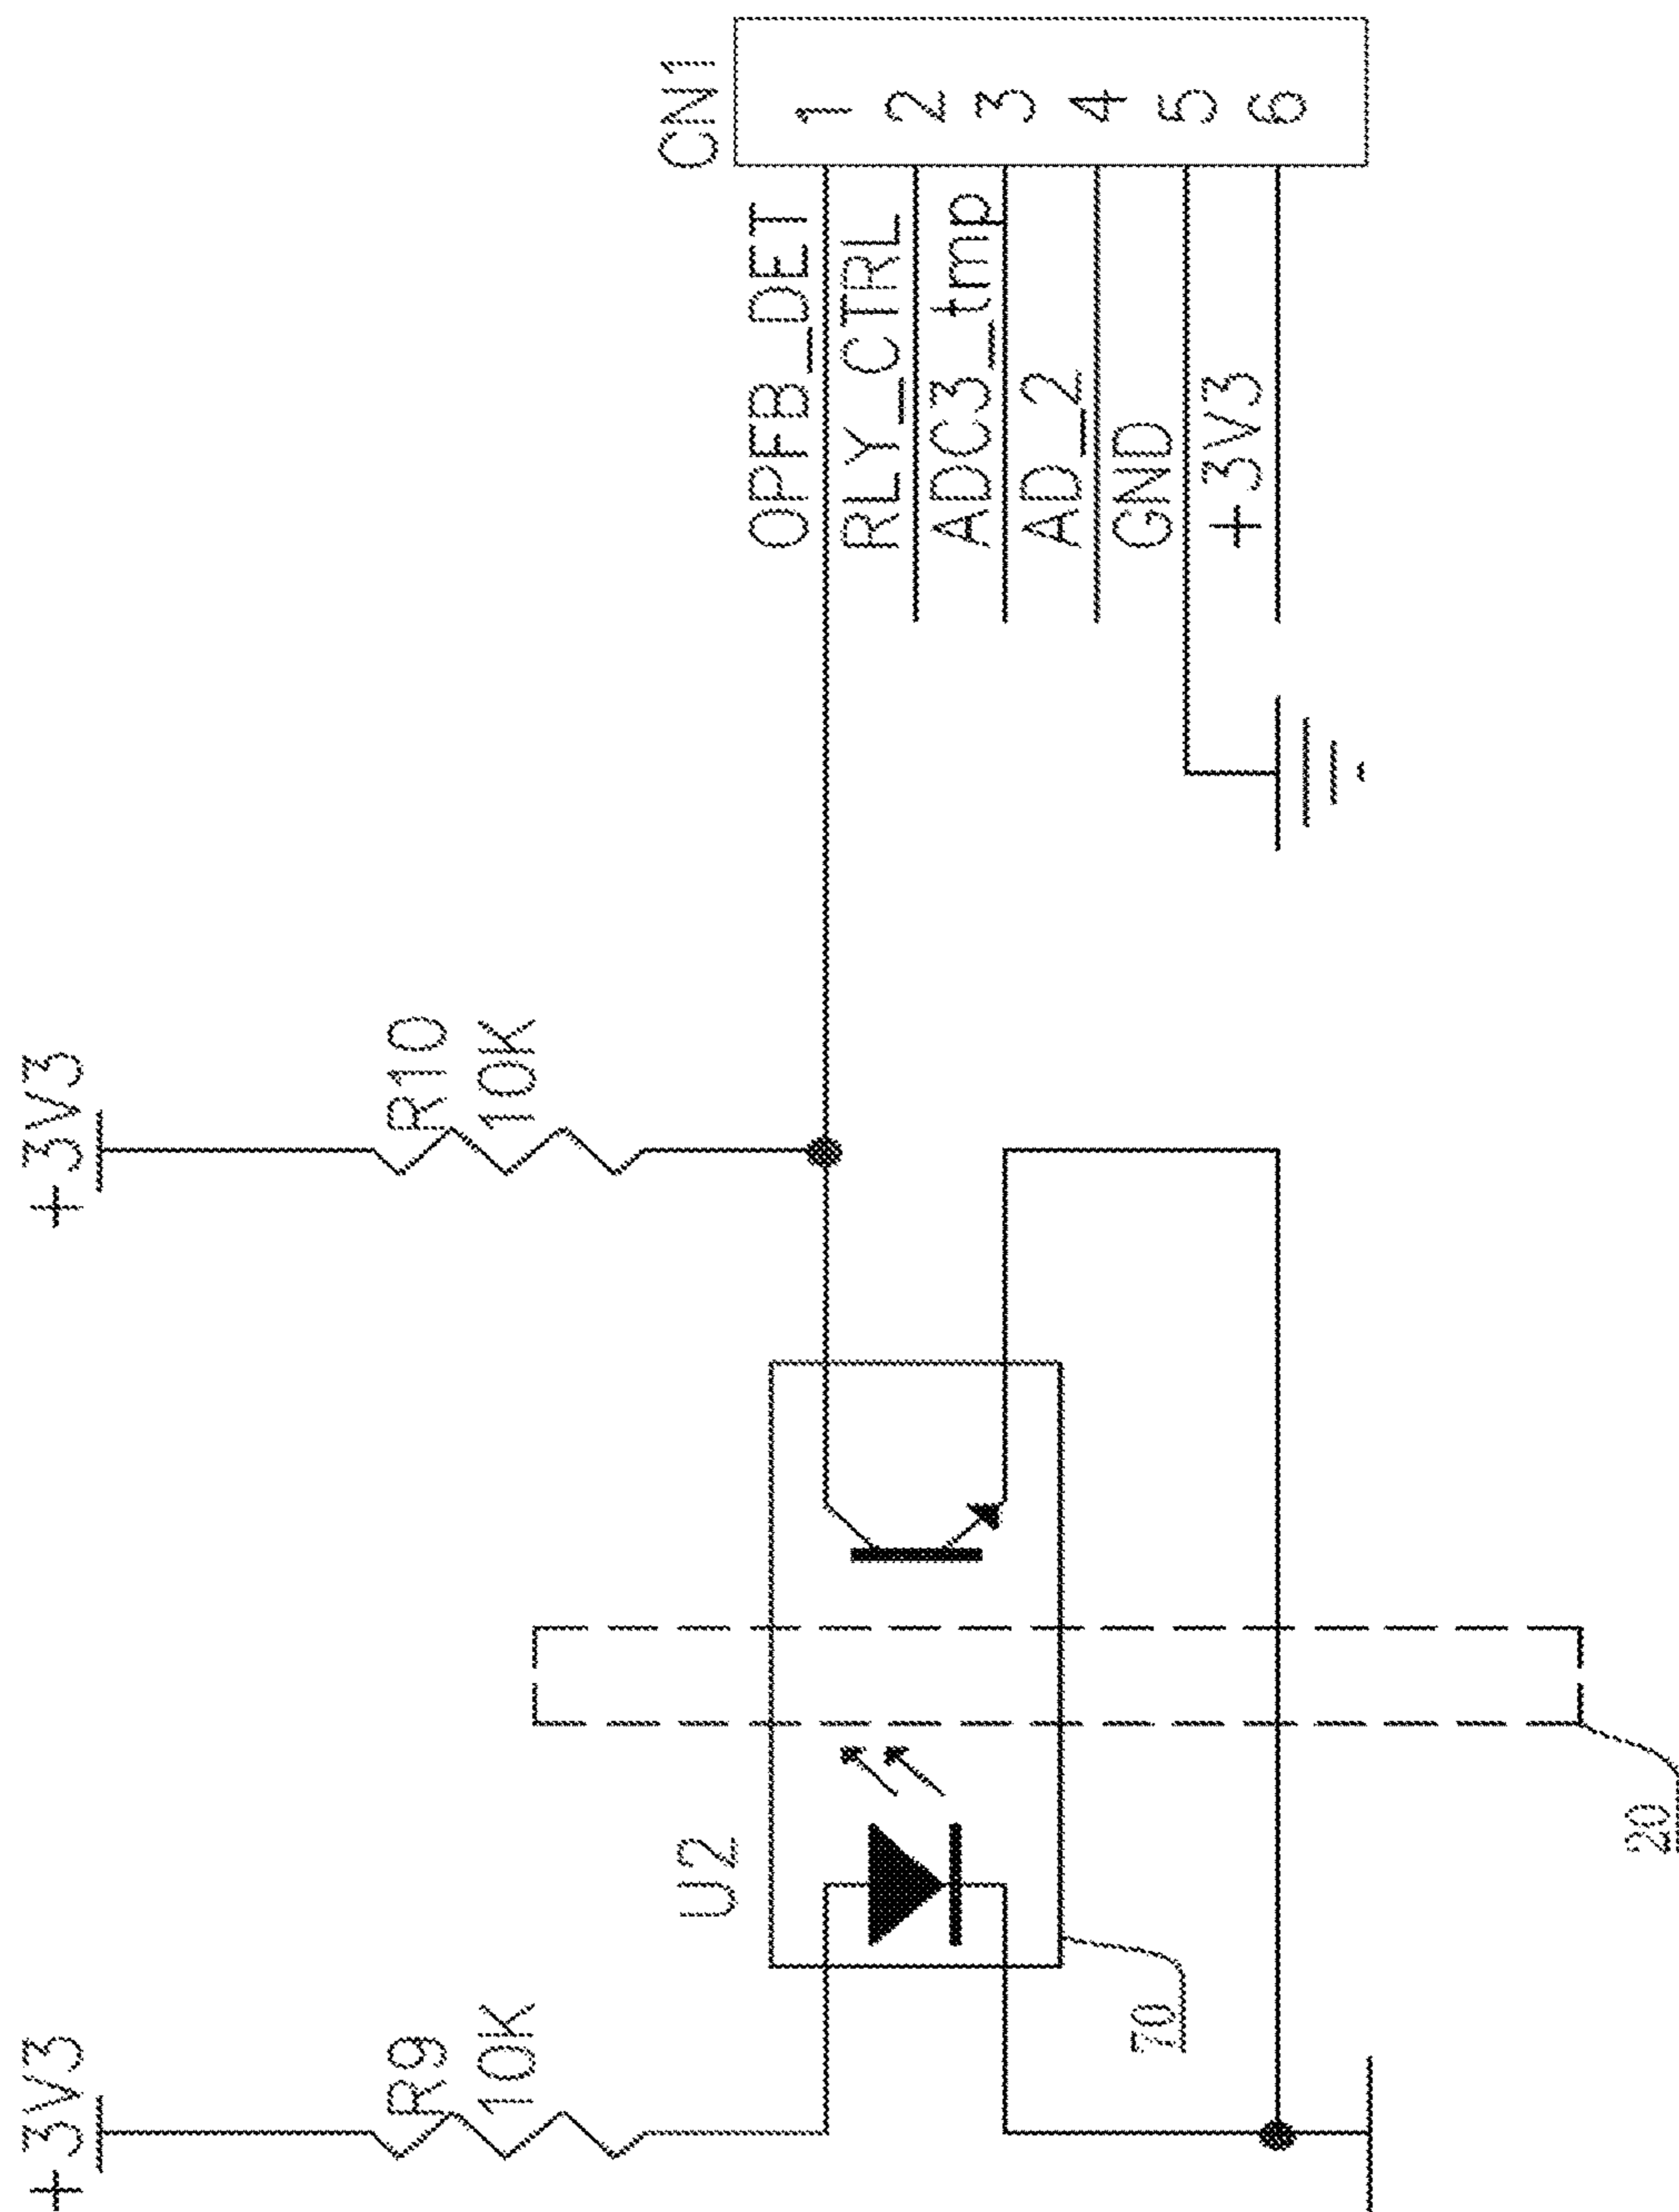 +3V3
R9
10K
U2
70
20
+3V3
R10
10K
CN1
OPFB_DET
1
RLY_CTRL
2
ADC3_tmp
3
AD_2
4
GND
5
+3V3
6